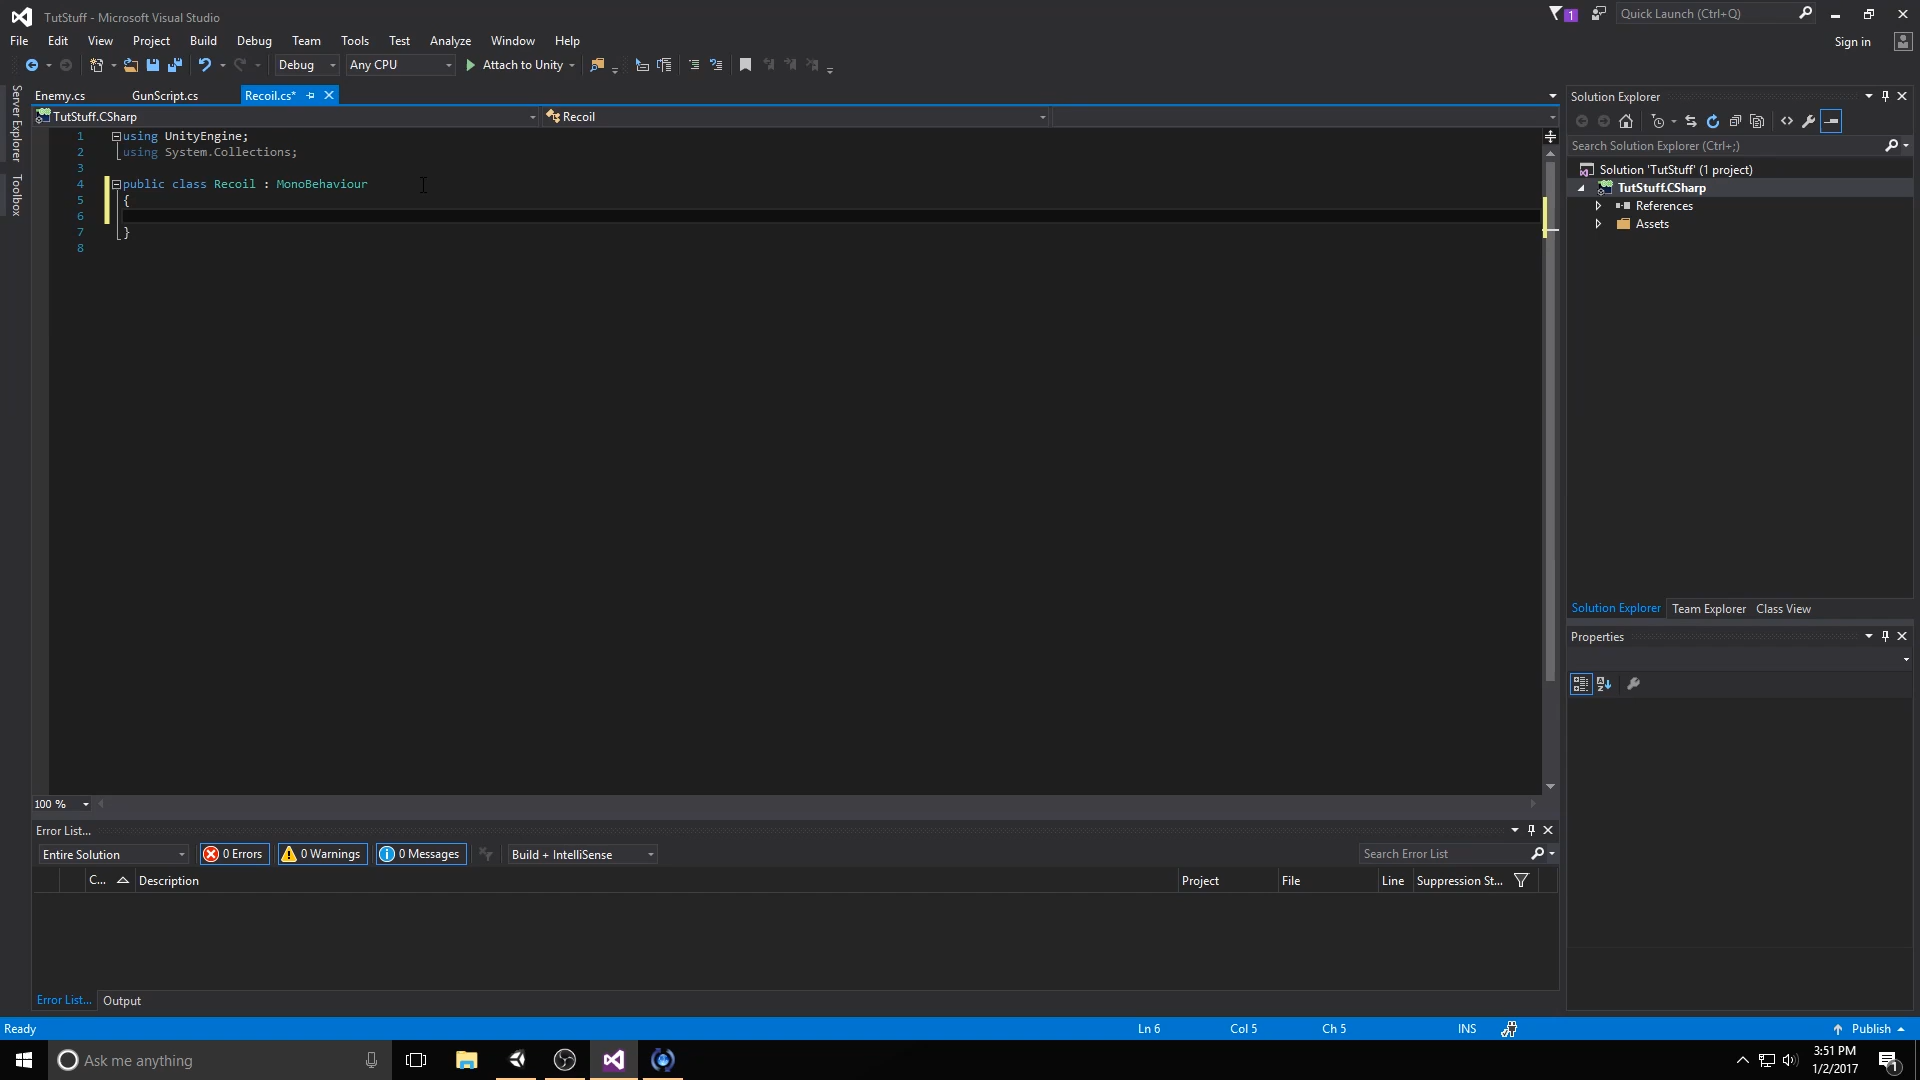 TutStuff - Microsoft Visual Studio
1
Quick Launch (Ctrl+Q)
File Edit View Project Build Debug Team Tools Test Analyze Window Help
Sign in
Debug Any CPU Attach to Unity
Server Explorer
Toolbox
Enemy.cs GunScript.cs Recoil.cs*
TutStuff.CSharp Recoil
1 using UnityEngine;
2 using System.Collections;
3
4 public class Recoil : MonoBehaviour
5 {
6
7 }
8
Solution Explorer
Search Solution Explorer (Ctrl+;)
Solution 'TutStuff' (1 project)
TutStuff.CSharp
References
Assets
Solution Explorer Team Explorer Class View
Properties
100 %
Error List...
Entire Solution 0 Errors 0 Warnings 0 Messages Build + IntelliSense Search Error List
C... Description Project File Line Suppression St...
Error List... Output
Ready Ln 6 Col 5 Ch 5 INS Publish
Ask me anything
3:51 PM
1/2/2017
1